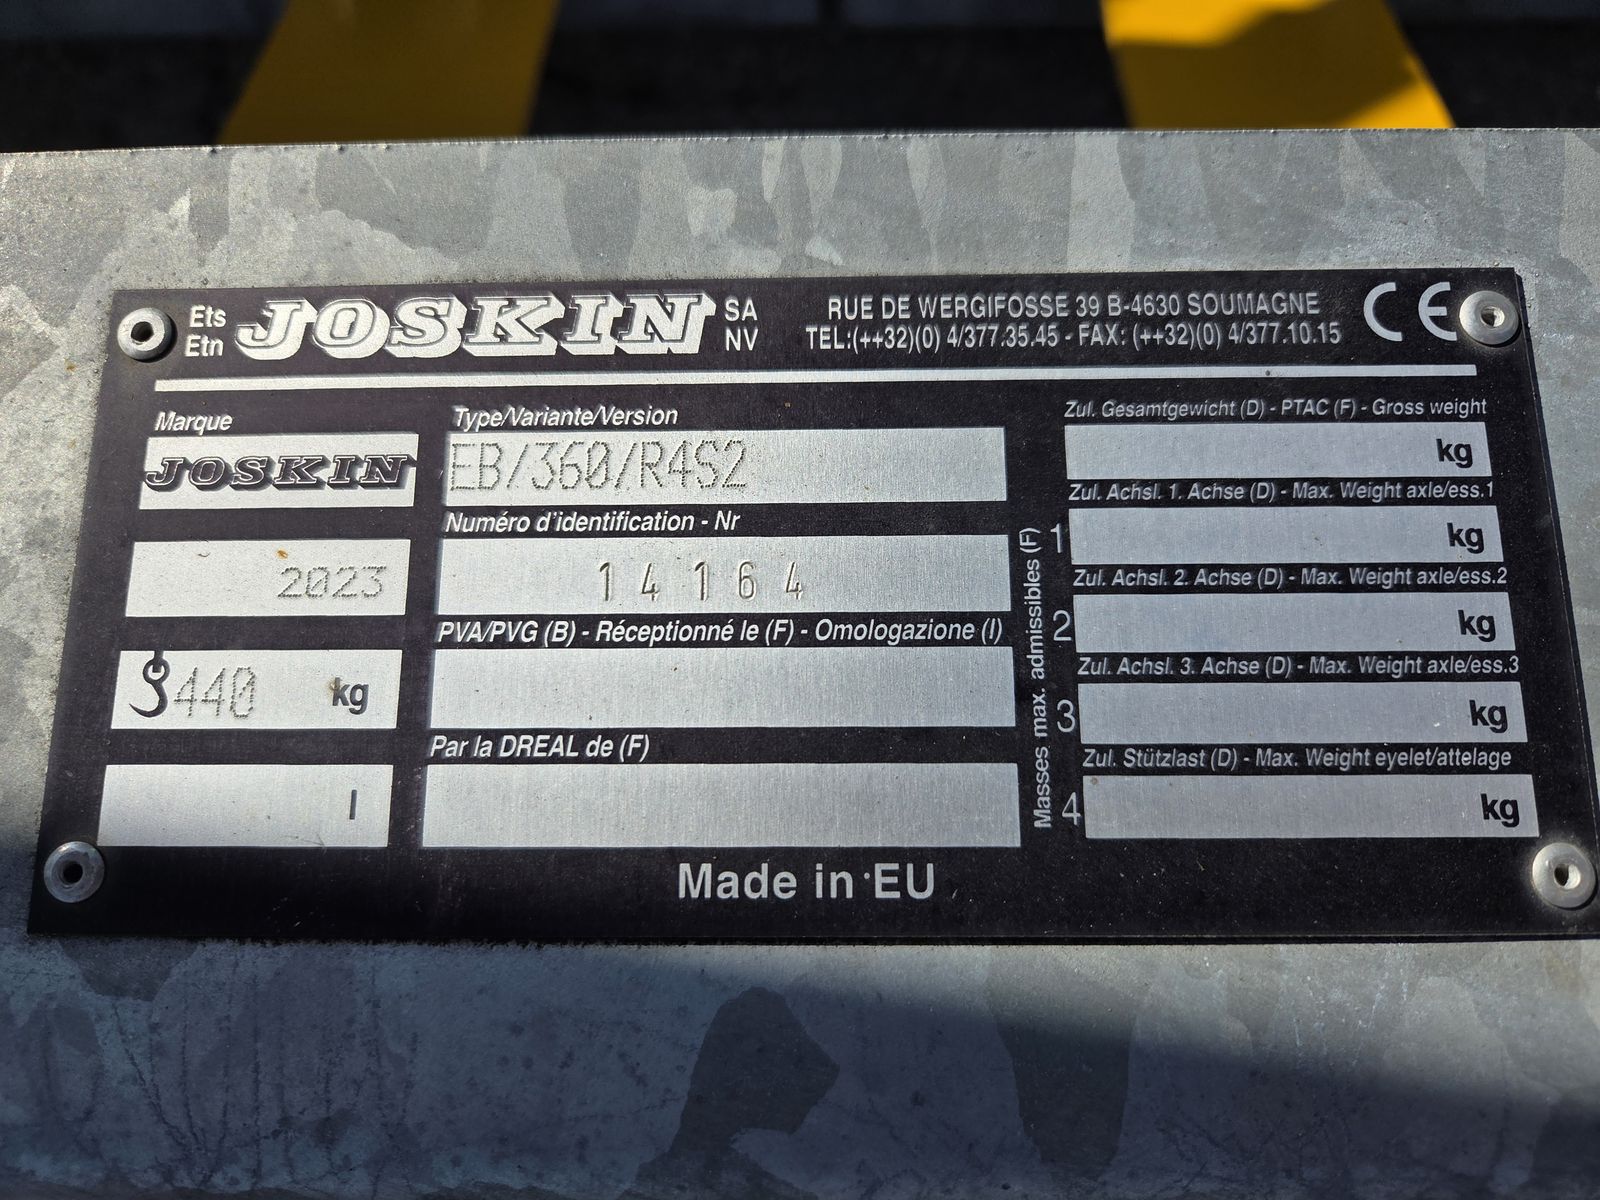 Ets
Etn
JOSKIN
SA
NV
RUE DE WERGIFOSSE 39 B-4630 SOUMAGNE
TEL:(++32)(0) 4/377.35.45 - FAX: (++32)(0) 4/377.10.15
CE
Marque
JOSKIN
2023
440 kg
l
Type/Variante/Version
EB/360/R4S2
Numéro d'identification - Nr
14164
PVA/PVG (B) - Réceptionné le (F) - Omologazione (I)
Par la DREAL de (F)
Masses max. admissibles (F)
Zul. Gesamtgewicht (D) - PTAC (F) - Gross weight
kg
Zul. Achsl. 1. Achse (D) - Max. Weight axle/ess.1
1 kg
Zul. Achsl. 2. Achse (D) - Max. Weight axle/ess.2
2 kg
Zul. Achsl. 3. Achse (D) - Max. Weight axle/ess.3
3 kg
Zul. Stützlast (D) - Max. Weight eyelet/attelage
4 kg
Made in EU